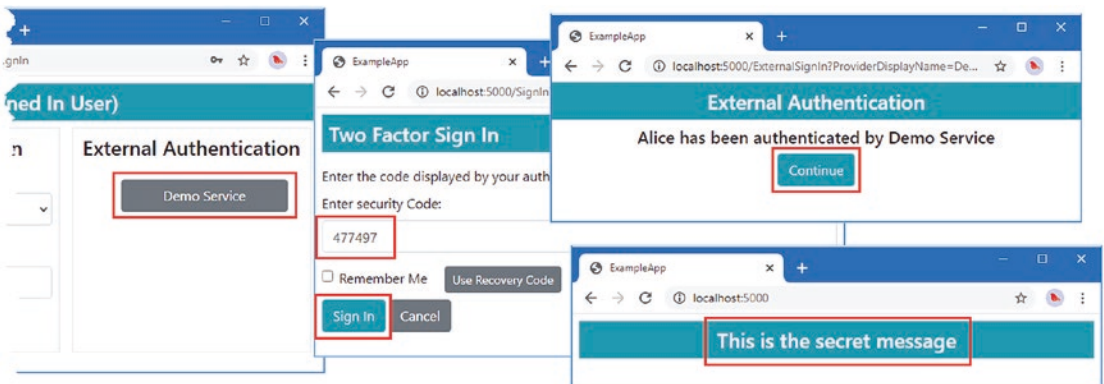 gnIn
ned In User)
n
External Authentication
Demo Service
ExampleApp
localhost:5000/SignIn
Two Factor Sign In
Enter the code displayed by your auth
Enter security Code:
477497
Remember Me
Use Recovery Code
Sign In
Cancel
ExampleApp
localhost:5000/ExternalSignIn?ProviderDisplayName=De...
External Authentication
Alice has been authenticated by Demo Service
Continue
ExampleApp
localhost:5000
This is the secret message